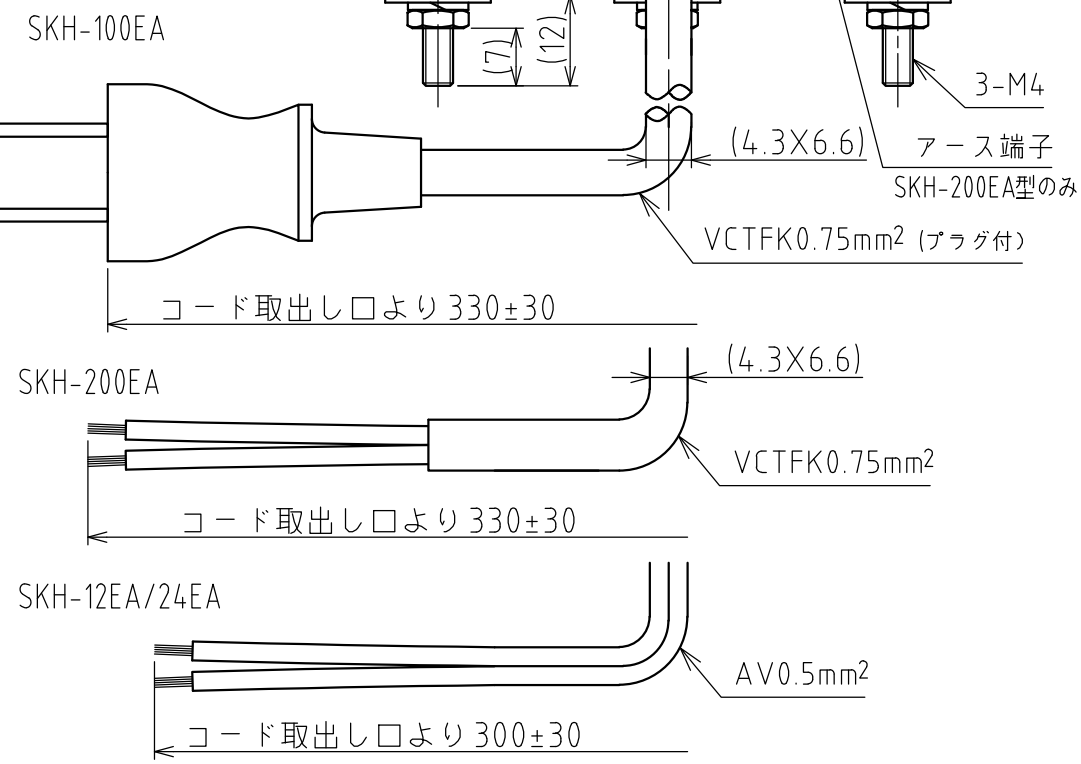 SKH-100EA
(7)
(12)
3-M4
(4.3X6.6)
アース端子
SKH-200EA型のみ
VCTFK0.75mm² (プラグ付)
コード取出し口より330±30
SKH-200EA
(4.3X6.6)
VCTFK0.75mm²
コード取出し口より330±30
SKH-12EA/24EA
AV0.5mm²
コード取出し口より300±30